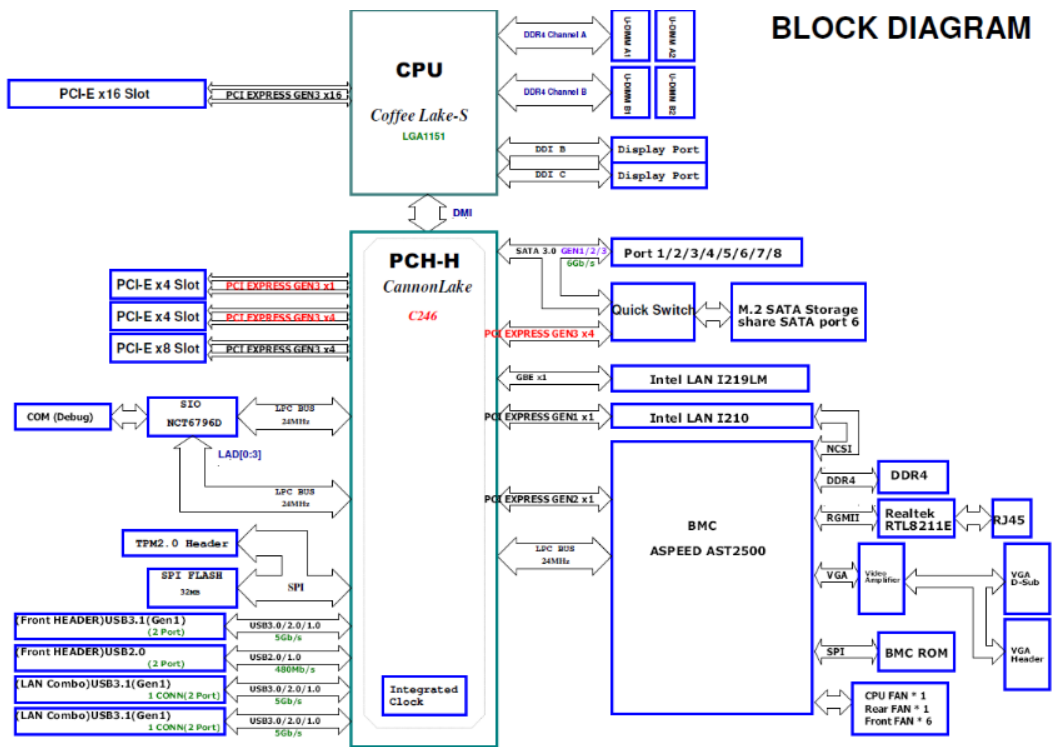 BLOCK DIAGRAM
CPU
Coffee Lake-S
LGA1151
PCI-E x16 Slot
PCI EXPRESS GEN3 x16
DDR4 Channel A
U-DIMM A1
U-DIMM A2
DDR4 Channel B
U-DIMM B1
U-DIMM B2
DDI B
Display Port
DDI C
Display Port
DMI
PCH-H
CannonLake
C246
SATA 3.0 GEN1/2/3
6Gb/s
Port 1/2/3/4/5/6/7/8
PCI-E x4 Slot
PCI EXPRESS GEN3 x1
PCI-E x4 Slot
PCI EXPRESS GEN3 x4
PCI-E x8 Slot
PCI EXPRESS GEN3 x4
Quick Switch
M.2 SATA Storage
share SATA port 6
PCI EXPRESS GEN3 x4
GBE x1
Intel LAN I219LM
COM (Debug)
SIO
NCT6796D
LPC BUS
24MHz
PCI EXPRESS GEN1 x1
Intel LAN I210
NCSI
LAD[0:3]
LPC BUS
24MHz
PCI EXPRESS GEN2 x1
BMC
ASPEED AST2500
DDR4
DDR4
RGMII
Realtek
RTL8211E
RJ45
TPM2.0 Header
SPI FLASH
32MB
SPI
LPC BUS
24MHz
VGA
Video
Amplifier
VGA
D-Sub
VGA
Header
SPI
BMC ROM
CPU FAN * 1
Rear FAN * 1
Front FAN * 6
(Front HEADER)USB3.1(Gen1)
(2 Port)
USB3.0/2.0/1.0
5Gb/s
(Front HEADER)USB2.0
(2 Port)
USB2.0/1.0
480Mb/s
(LAN Combo)USB3.1(Gen1)
1 CONN(2 Port)
USB3.0/2.0/1.0
5Gb/s
(LAN Combo)USB3.1(Gen1)
1 CONN(2 Port)
USB3.0/2.0/1.0
5Gb/s
Integrated
Clock